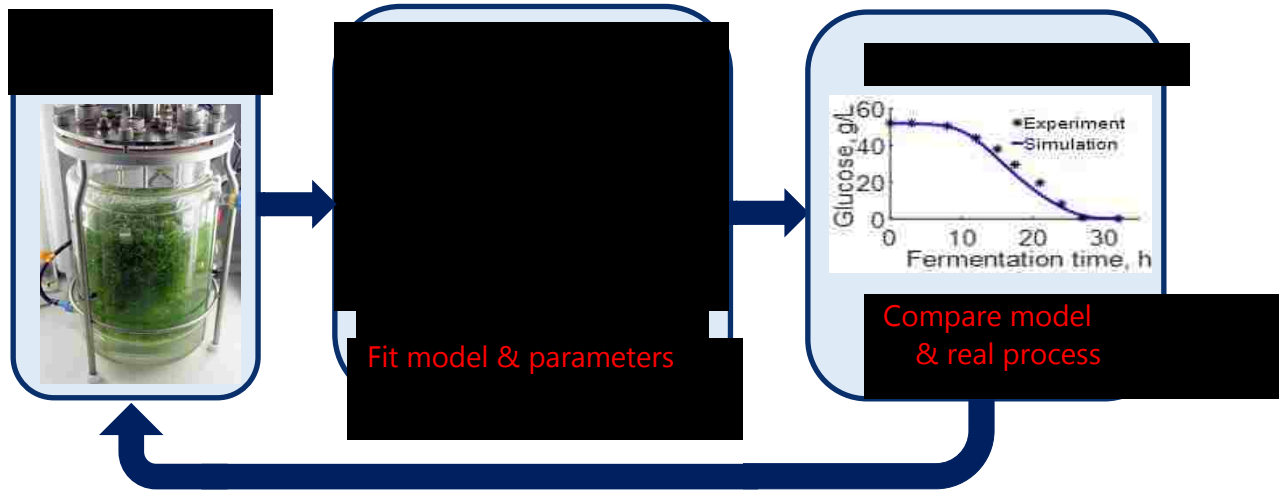 Fit model & parameters
60
40
20
0
Glucose, g/L
Experiment
Simulation
0 10 20 30
Fermentation time, h
Compare model
& real process